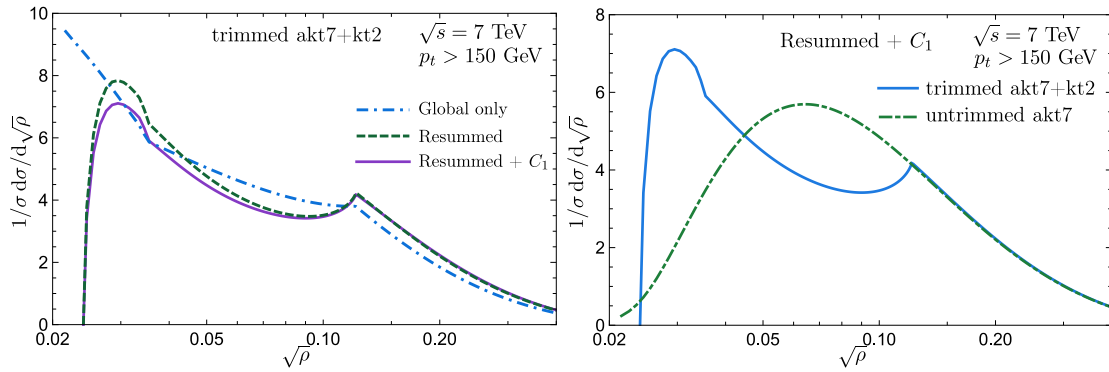 trimmed akt7+kt2
√s = 7 TeV
p_t > 150 GeV
Global only
Resummed
Resummed + C₁
1/σ dσ/d√ρ
10
8
6
4
2
0
0.02
0.05
0.10
0.20
√ρ
Resummed + C₁
√s = 7 TeV
p_t > 150 GeV
trimmed akt7+kt2
untrimmed akt7
1/σ dσ/d√ρ
8
6
4
2
0
0.02
0.05
0.10
0.20
√ρ